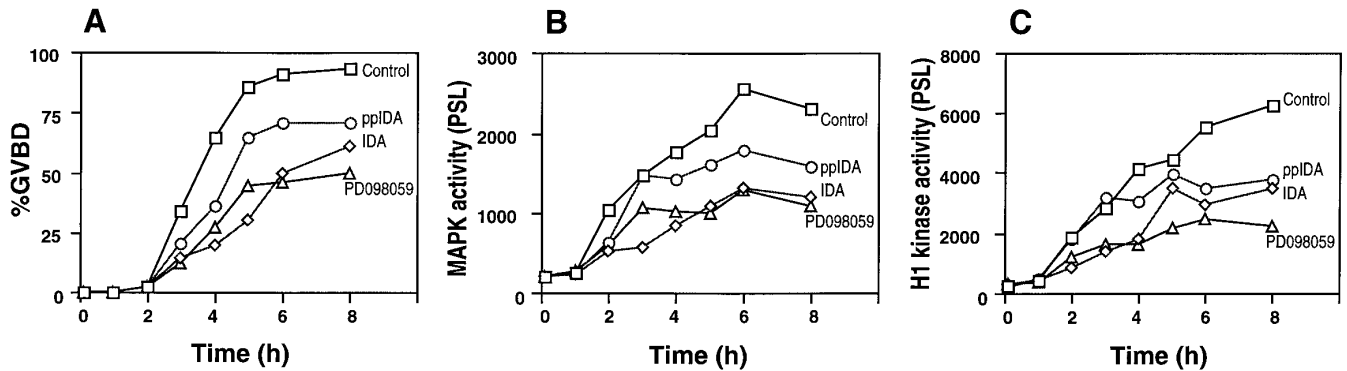 A
%GVBD
100
75
50
25
0
Control
ppIDA
IDA
PD098059
0 2 4 6 8
Time (h)
B
MAPK activity (PSL)
3000
2000
1000
0
Control
ppIDA
IDA
PD098059
0 2 4 6 8
Time (h)
C
H1 kinase activity (PSL)
8000
6000
4000
2000
0
Control
ppIDA
IDA
PD098059
0 2 4 6 8
Time (h)